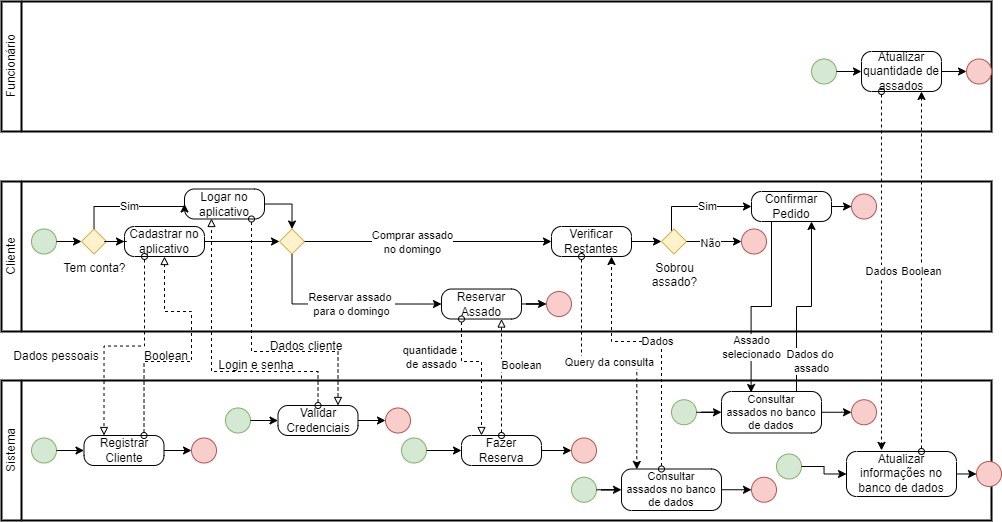 Funcionário
Atualizar
quantidade de
assados
Cliente
Tem conta?
Sim
Logar no
aplicativo
Cadastrar no
aplicativo
Comprar assado
no domingo
Reservar assado
para o domingo
Reservar
Assado
Verificar
Restantes
Sobrou
assado?
Sim
Não
Confirmar
Pedido
Dados Boolean
Dados pessoais
Boolean
Login e senha
Dados cliente
quantidade
de assado
Boolean
Query da consulta
Dados
Assado
selecionado
Dados do
assado
Sistema
Registrar
Cliente
Validar
Credenciais
Fazer
Reserva
Consultar
assados no banco
de dados
Consultar
assados no banco
de dados
Atualizar
informações no
banco de dados